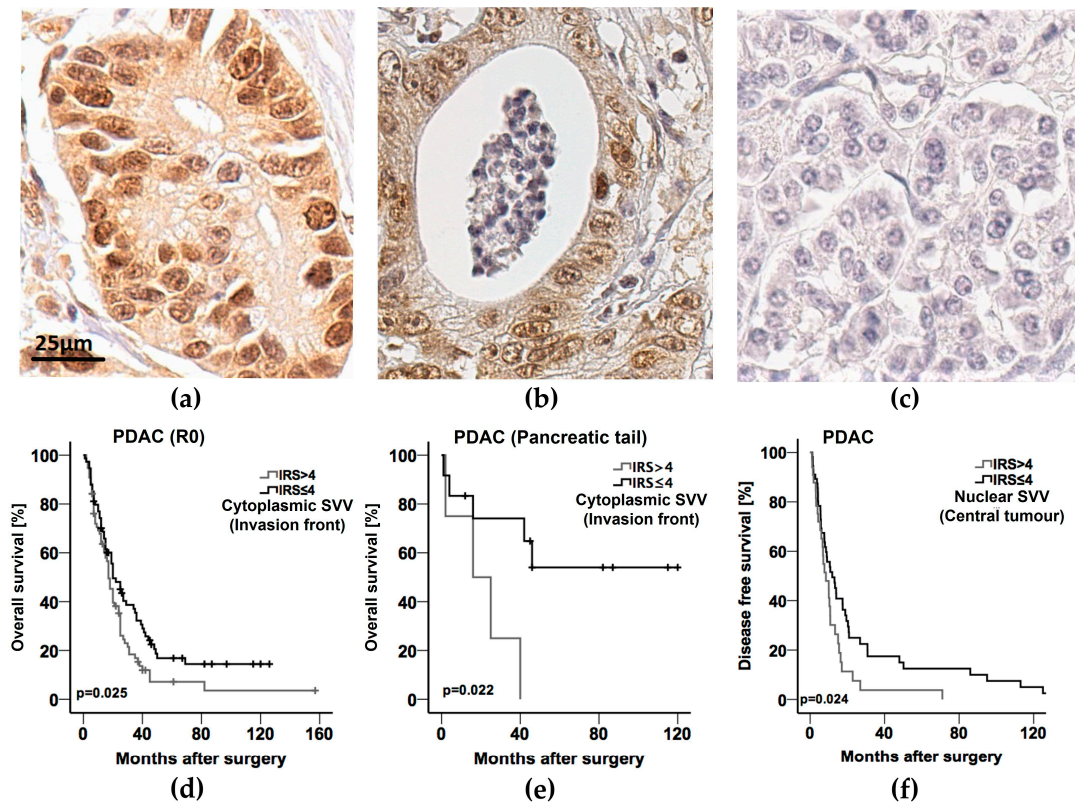 25µm
(a)
(b)
(c)
PDAC (R0)
IRS>4
IRS≤4
Cytoplasmic SVV
(Invasion front)
Overall survival [%]
100
80
60
40
20
0
p=0.025
0
40
80
120
160
Months after surgery
(d)
PDAC (Pancreatic tail)
IRS>4
IRS≤4
Cytoplasmic SVV
(Invasion front)
Overall survival [%]
100
80
60
40
20
0
p=0.022
0
40
80
120
Months after surgery
(e)
PDAC
IRS>4
IRS≤4
Nuclear SVV
(Central tumour)
Disease free survival [%]
100
80
60
40
20
0
p=0.024
0
40
80
120
Months after surgery
(f)